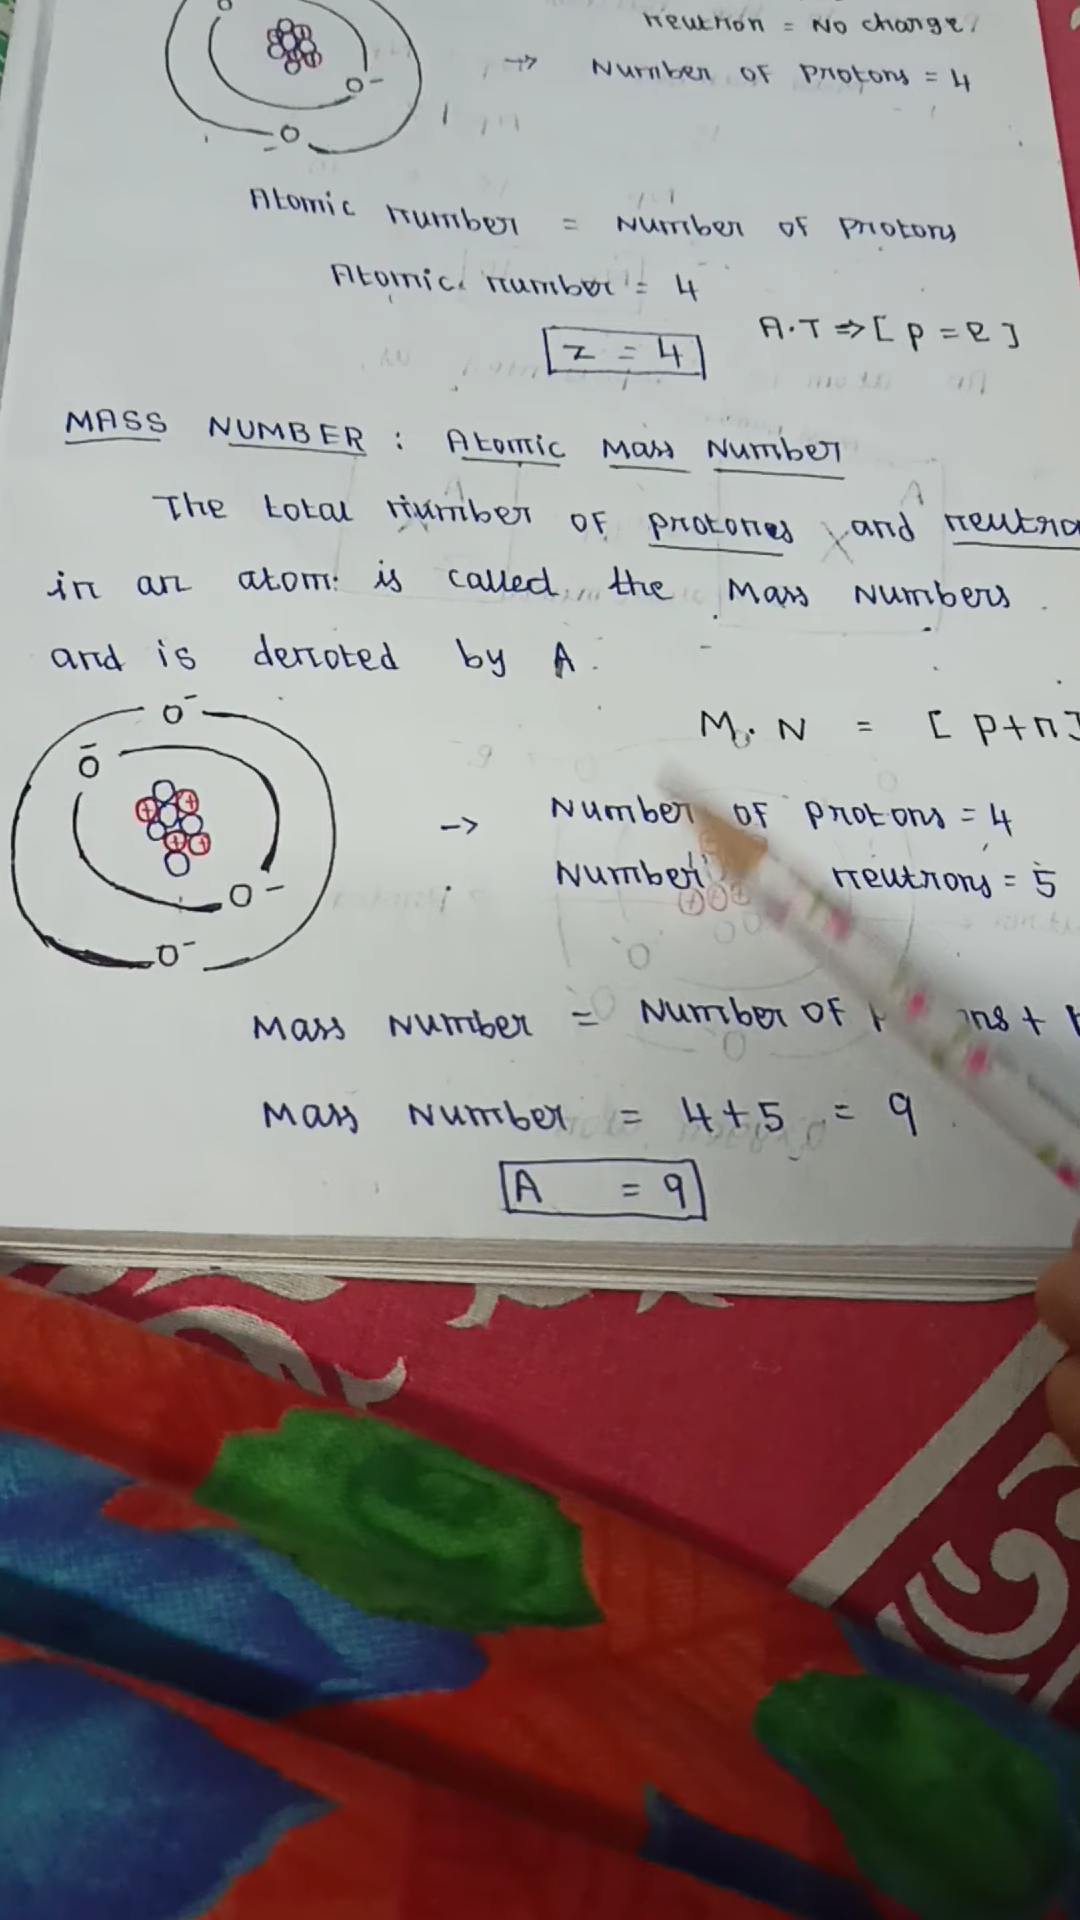 neutron = No change.
→ Number of protons = 4
Atomic number = Number of protons
Atomic number = 4
z = 4
A.T ⇒ [ p = e ]
MASS NUMBER : Atomic Mass Number
The total number of protones and neutro
in an atom is called the Mass Numbers
and is denoted by A.
M. N = [ p+n ]
→ Number of protons = 4
Number neutrons = 5
Mass Number = Number of ons +
Mass Number = 4+5 = 9
A = 9